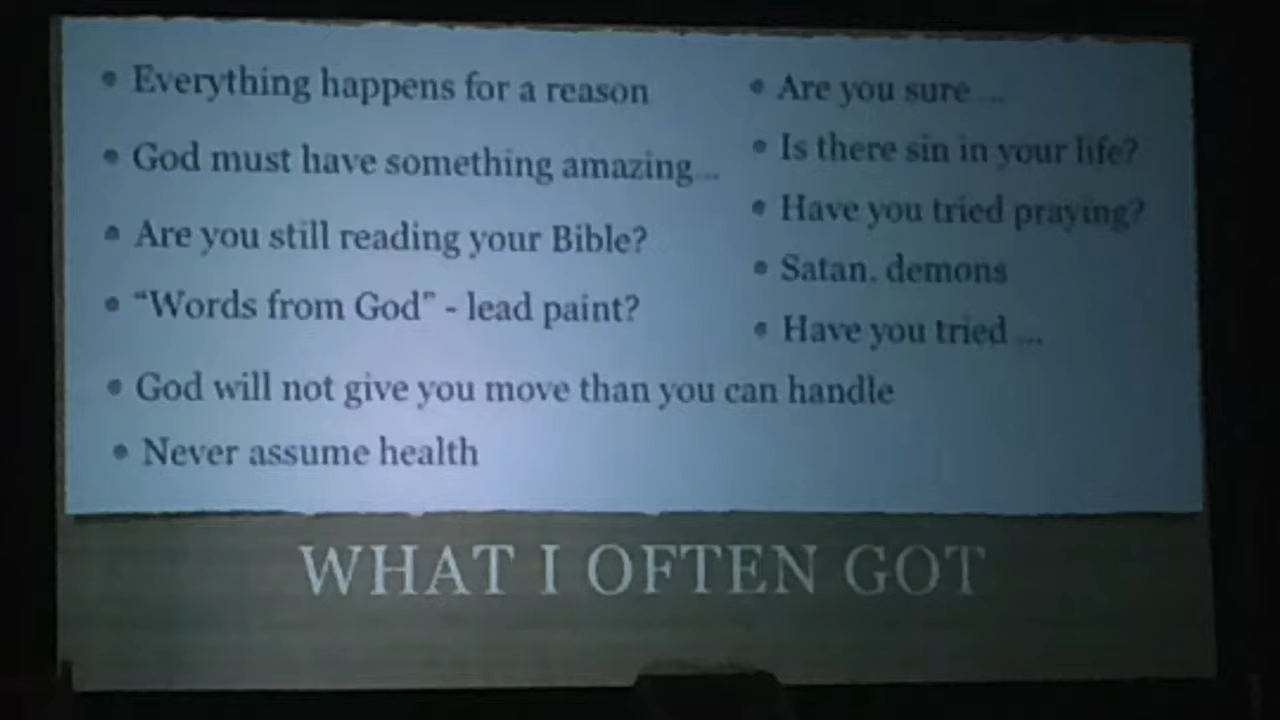 • Everything happens for a reason
• God must have something amazing...
• Are you still reading your Bible?
• "Words from God" - lead paint?
• God will not give you move than you can handle
• Never assume health
• Are you sure ...
• Is there sin in your life?
• Have you tried praying?
• Satan, demons
• Have you tried ...
WHAT I OFTEN GOT